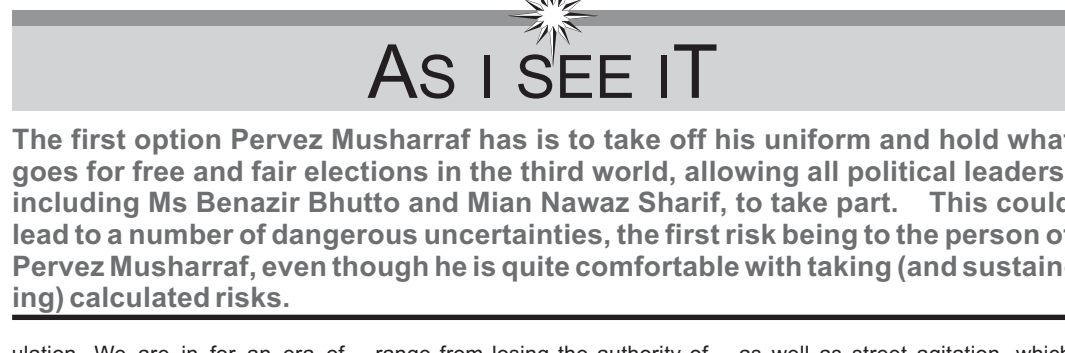 AS I SEE IT
The first option Pervez Musharraf has is to take off his uniform and hold what
goes for free and fair elections in the third world, allowing all political leaders
including Ms Benazir Bhutto and Mian Nawaz Sharif, to take part. This could
lead to a number of dangerous uncertainties, the first risk being to the person of
Pervez Musharraf, even though he is quite comfortable with taking (and sustain-
ing) calculated risks.
ulation. We are in for an era of range from losing the authority of as well as street agitation, which